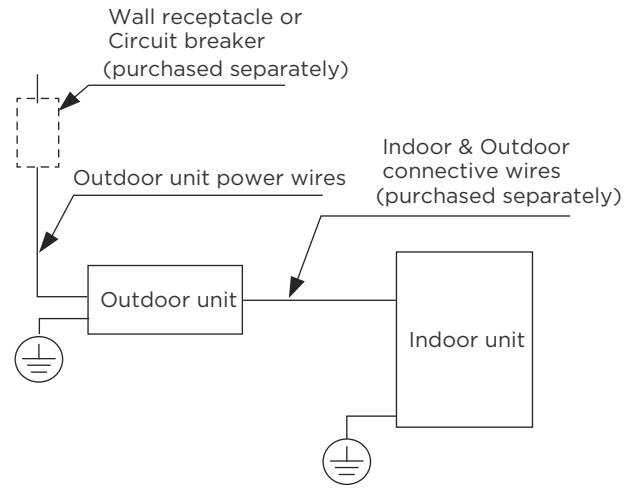 Wall receptacle or
Circuit breaker
(purchased separately)
Indoor & Outdoor
connective wires
(purchased separately)
Outdoor unit power wires
Outdoor unit
Indoor unit